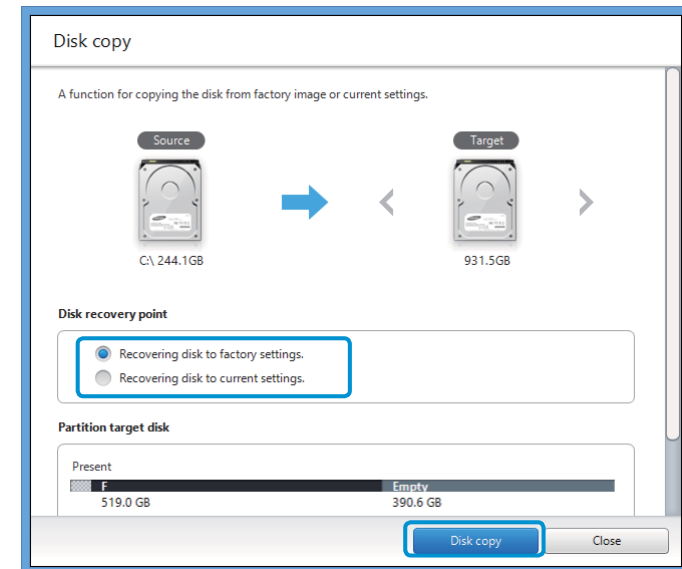 Disk copy
A function for copying the disk from factory image or current settings.
Source
Target
C:\ 244.1GB
931.5GB
Disk recovery point
Recovering disk to factory settings.
Recovering disk to current settings.
Partition target disk
Present
F
Empty
519.0 GB
390.6 GB
Disk copy
Close